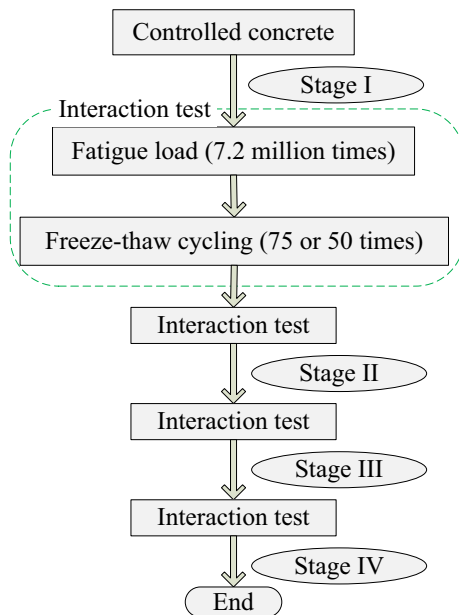 Controlled concrete
Stage I
Interaction test
Fatigue load (7.2 million times)
Freeze-thaw cycling (75 or 50 times)
Interaction test
Stage II
Interaction test
Stage III
Interaction test
Stage IV
End